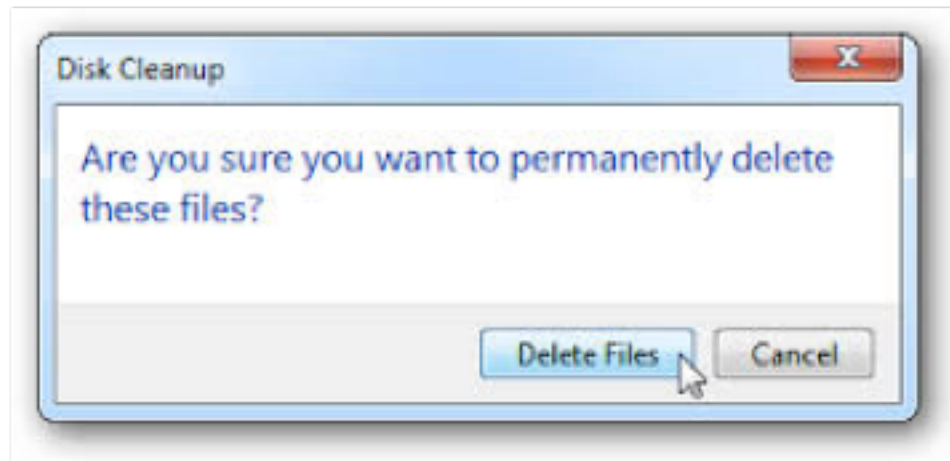 Disk Cleanup
Are you sure you want to permanently delete
these files?
Delete Files
Cancel